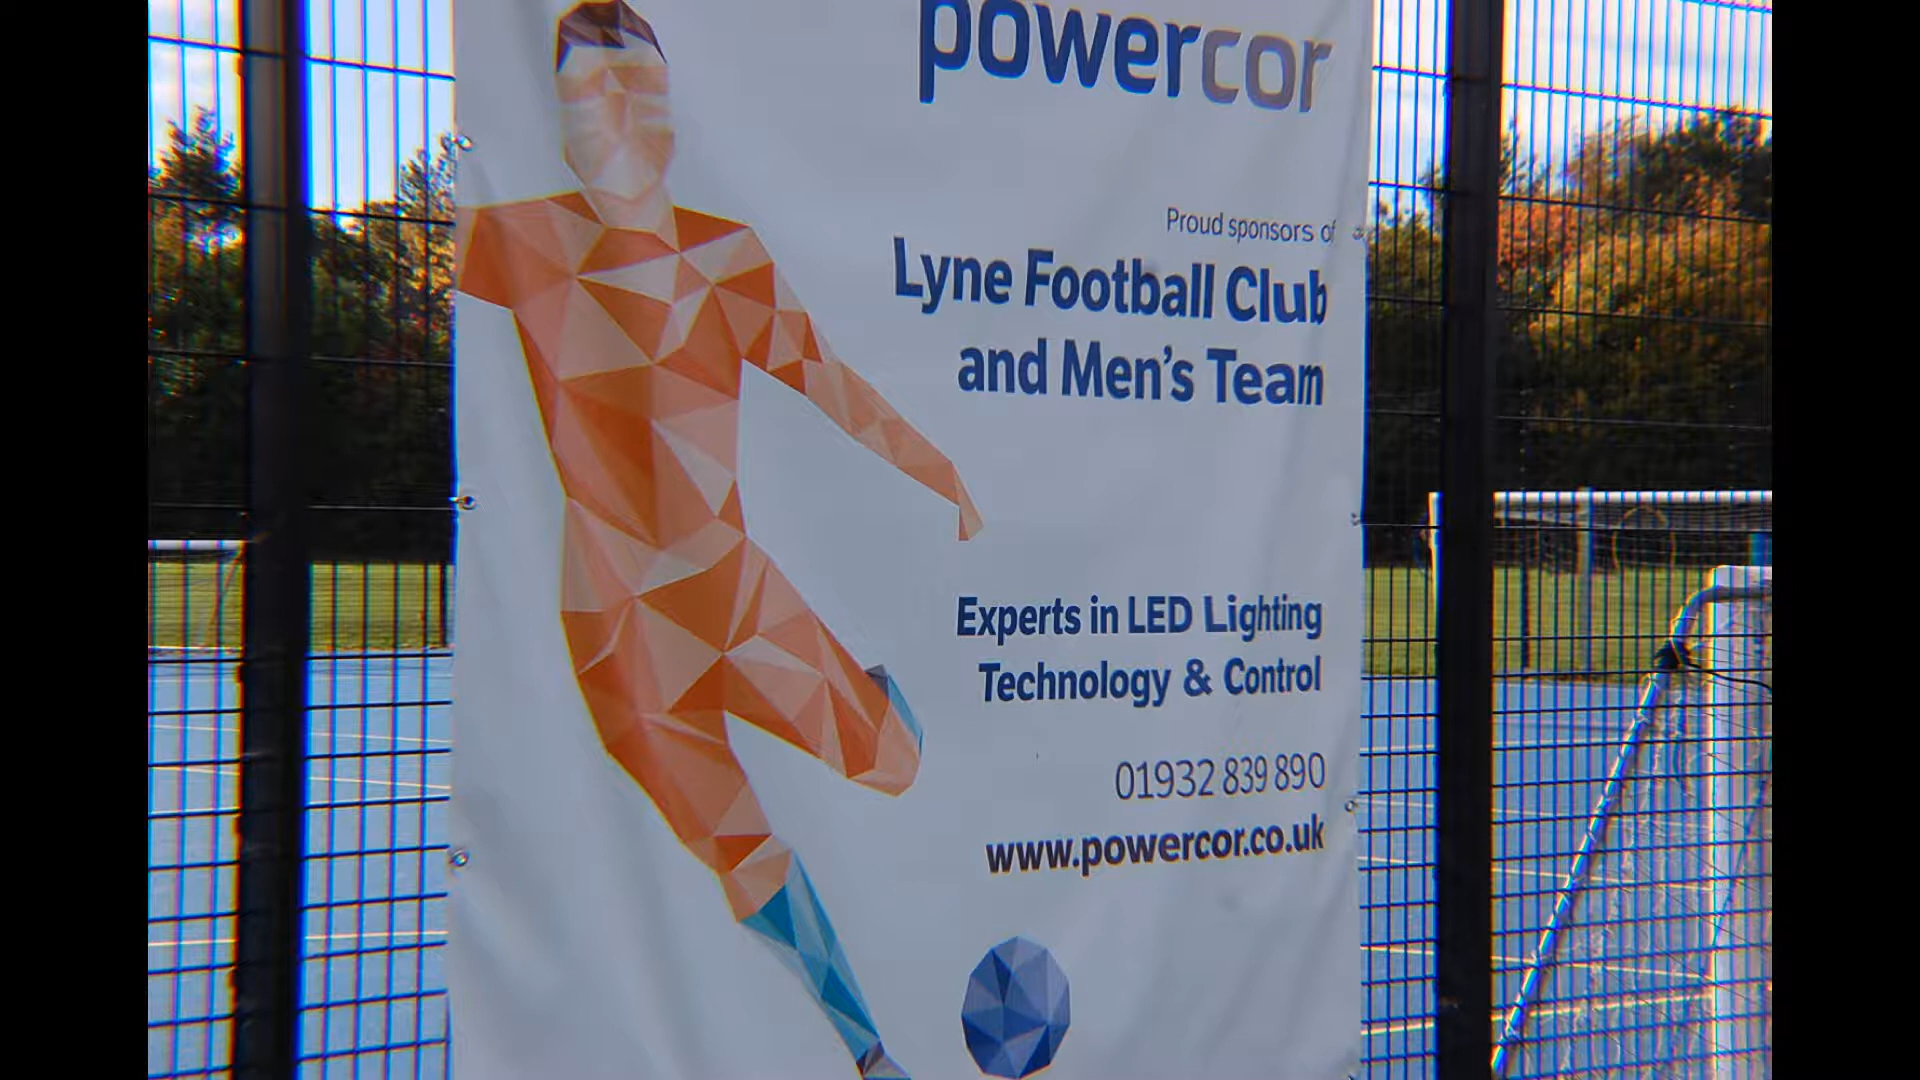 powercor
Proud sponsors of
Lyne Football Club
and Men's Team
Experts in LED Lighting
Technology & Control
01932 839 890
www.powercor.co.uk